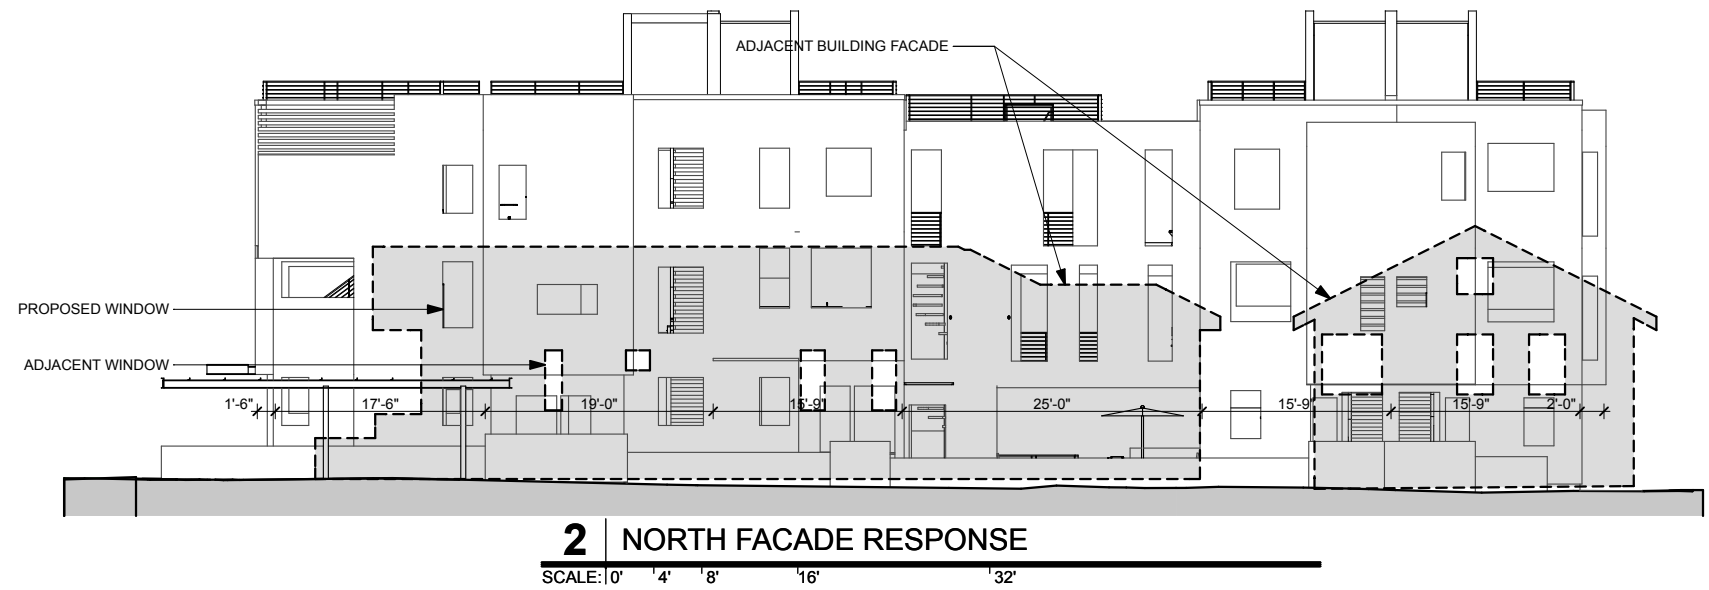 ADJACENT BUILDING FACADE
PROPOSED WINDOW
ADJACENT WINDOW
1'-6" 17'-6" 19'-0" 15'-9" 25'-0" 15'-9" 15'-9" 2'-0"
2 NORTH FACADE RESPONSE
SCALE: 0' 4' 8' 16' 32'